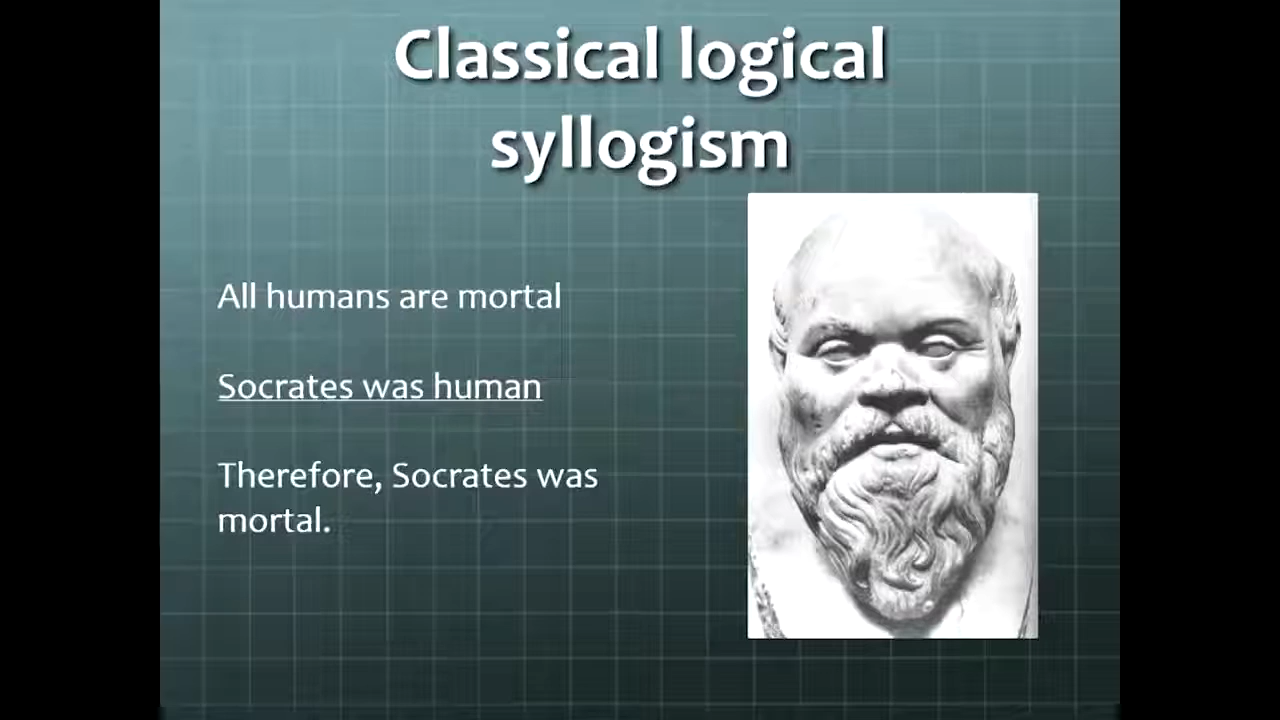 Classical logical
syllogism
All humans are mortal
Socrates was human
Therefore, Socrates was
mortal.